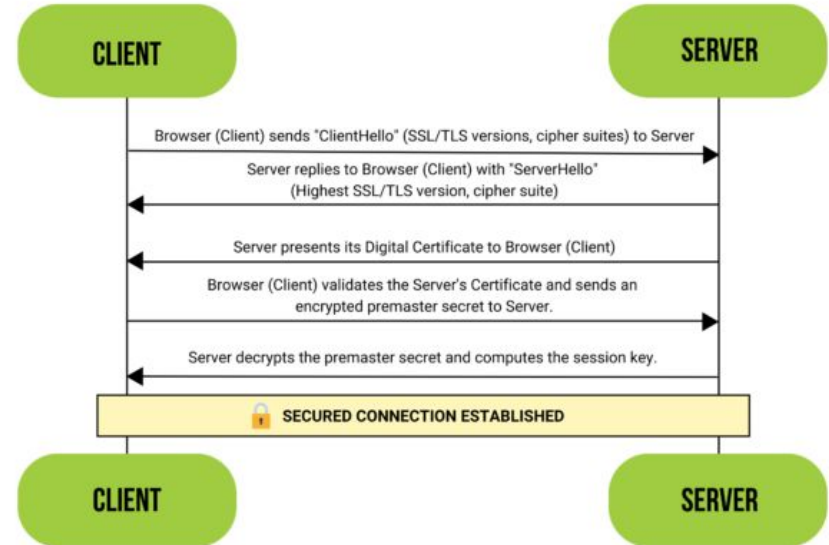 CLIENT
SERVER
Browser (Client) sends "ClientHello" (SSL/TLS versions, cipher suites) to Server
Server replies to Browser (Client) with "ServerHello"
(Highest SSL/TLS version, cipher suite)
Server presents its Digital Certificate to Browser (Client)
Browser (Client) validates the Server's Certificate and sends an
encrypted premaster secret to Server.
Server decrypts the premaster secret and computes the session key.
SECURED CONNECTION ESTABLISHED
CLIENT
SERVER